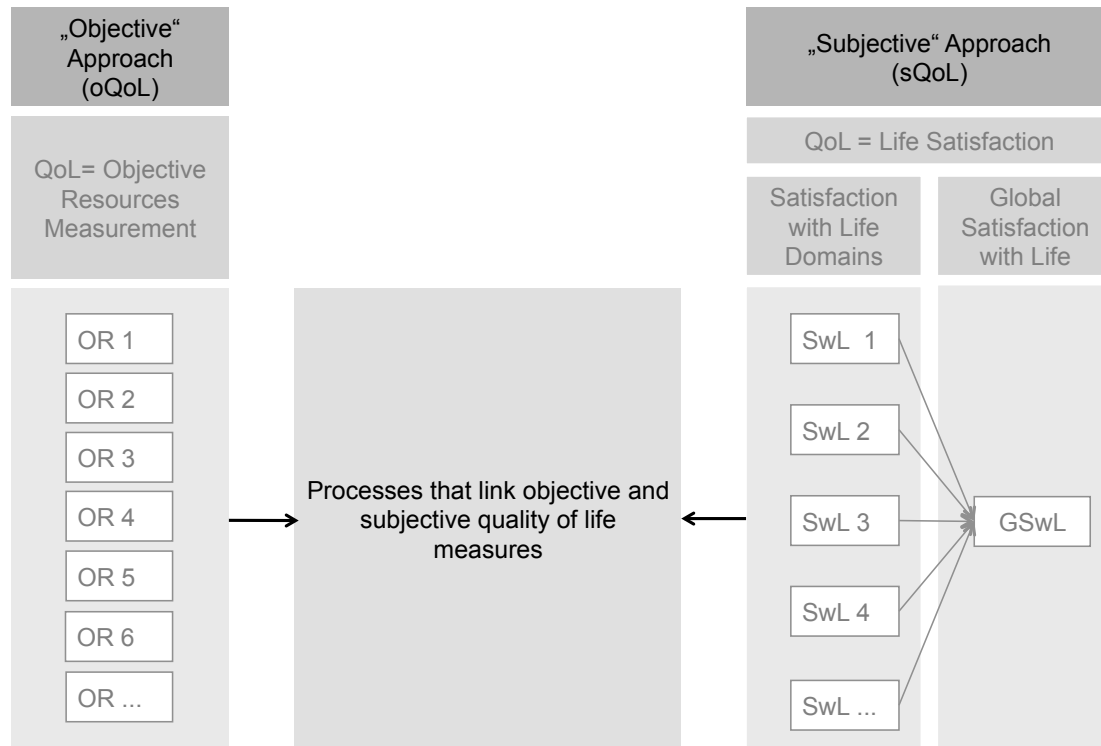 „Objective“
Approach
(oQoL)
QoL= Objective
Resources
Measurement
OR 1
OR 2
OR 3
OR 4
OR 5
OR 6
OR ...
Processes that link objective and
subjective quality of life
measures
„Subjective“ Approach
(sQoL)
QoL = Life Satisfaction
Satisfaction
with Life
Domains
Global
Satisfaction
with Life
SwL 1
SwL 2
SwL 3
SwL 4
SwL ...
GSwL